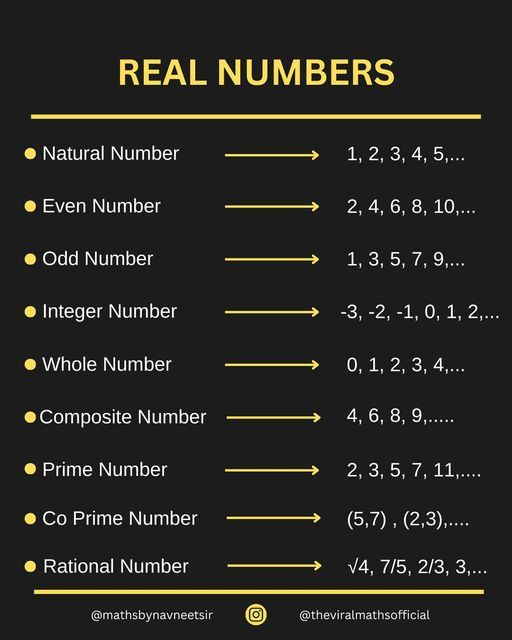 REAL NUMBERS
Natural Number → 1, 2, 3, 4, 5,...
Even Number → 2, 4, 6, 8, 10,...
Odd Number → 1, 3, 5, 7, 9,...
Integer Number → -3, -2, -1, 0, 1, 2,...
Whole Number → 0, 1, 2, 3, 4,...
Composite Number → 4, 6, 8, 9,.....
Prime Number → 2, 3, 5, 7, 11,....
Co Prime Number → (5,7) , (2,3),....
Rational Number → √4, 7/5, 2/3, 3,...
@mathsbynavneetsir @theviralmathsofficial